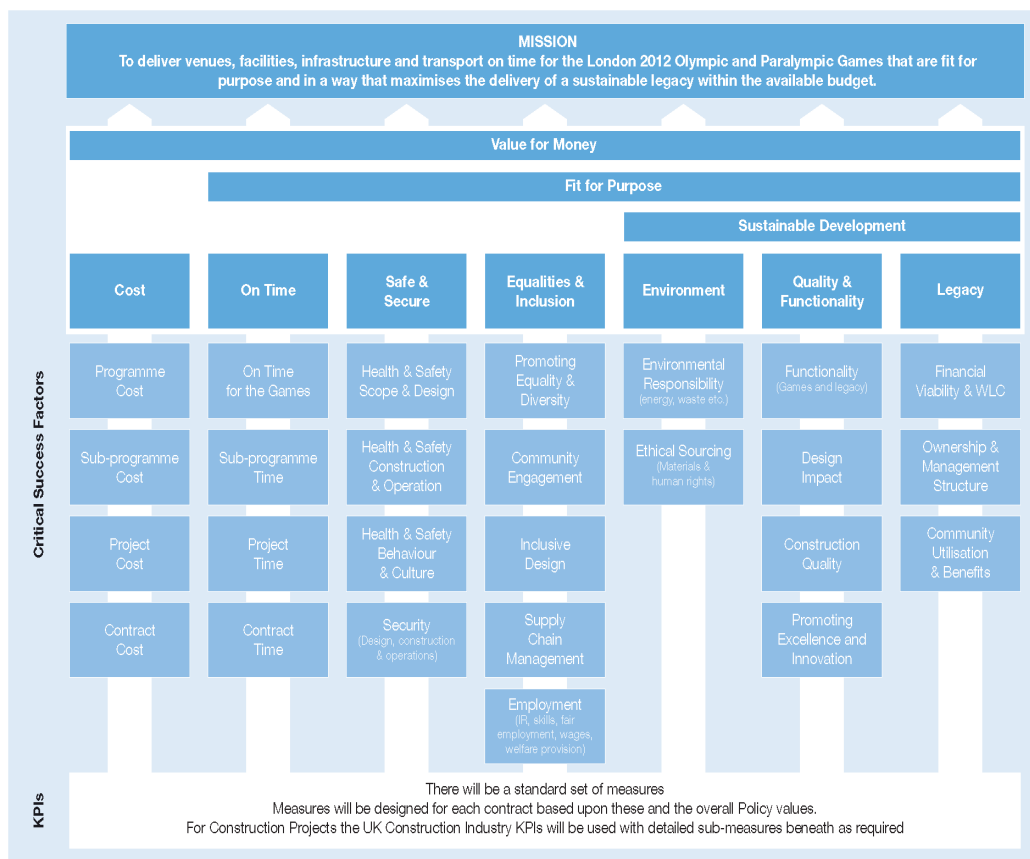 MISSION
To deliver venues, facilities, infrastructure and transport on time for the London 2012 Olympic and Paralympic Games that are fit for
purpose and in a way that maximises the delivery of a sustainable legacy within the available budget.
Value for Money
Fit for Purpose
Sustainable Development
Cost
On Time
Safe &
Secure
Equalities &
Inclusion
Environment
Quality &
Functionality
Legacy
Critical Success Factors
Programme
Cost
On Time
for the Games
Health & Safety
Scope & Design
Promoting
Equality &
Diversity
Environmental
Responsibility
(energy, waste etc.)
Functionality
(Games and legacy)
Financial
Viability & WLC
Sub-programme
Cost
Sub-programme
Time
Health & Safety
Construction
& Operation
Community
Engagement
Ethical Sourcing
(Materials &
human rights)
Design
Impact
Ownership &
Management
Structure
Project
Cost
Project
Time
Health & Safety
Behaviour
& Culture
Inclusive
Design
Construction
Quality
Community
Utilisation
& Benefits
Contract
Cost
Contract
Time
Security
(Design, construction
& operations)
Supply
Chain
Management
Promoting
Excellence and
Innovation
Employment
(IR, skills, fair
employment, wages,
welfare provision)
KPIs
There will be a standard set of measures
Measures will be designed for each contract based upon these and the overall Policy values.
For Construction Projects the UK Construction Industry KPIs will be used with detailed sub-measures beneath as required